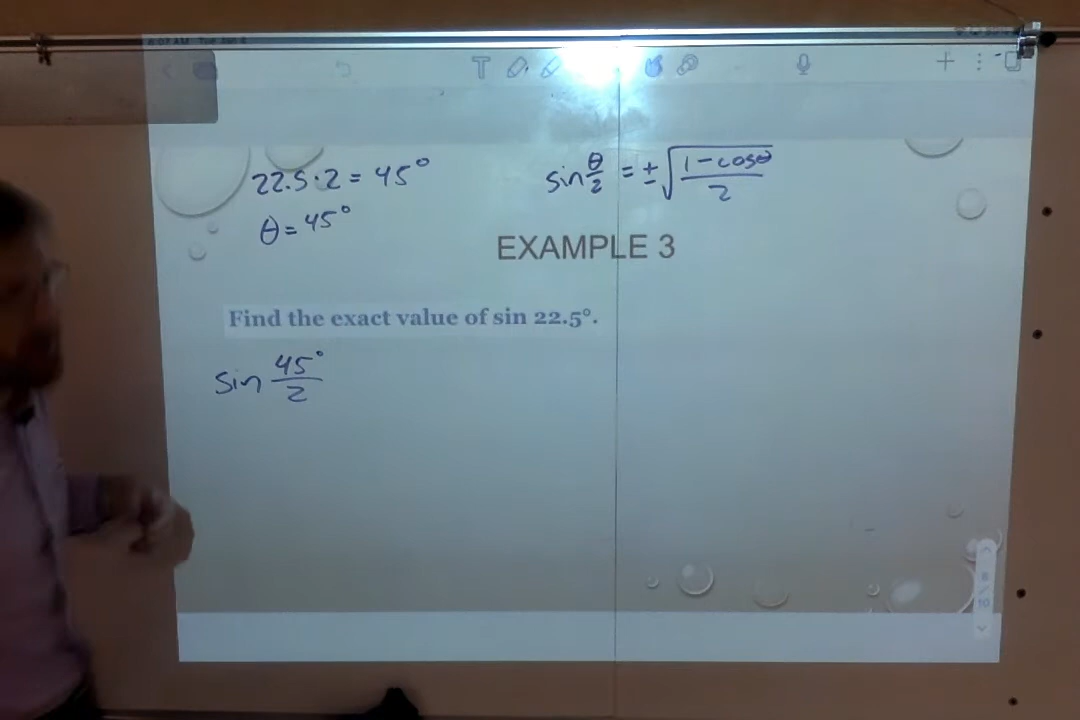 22.5·2 = 45°
θ = 45°
sin θ/2 = ±√(1-cosθ/2)
EXAMPLE 3
Find the exact value of sin 22.5°.
sin 45°/2